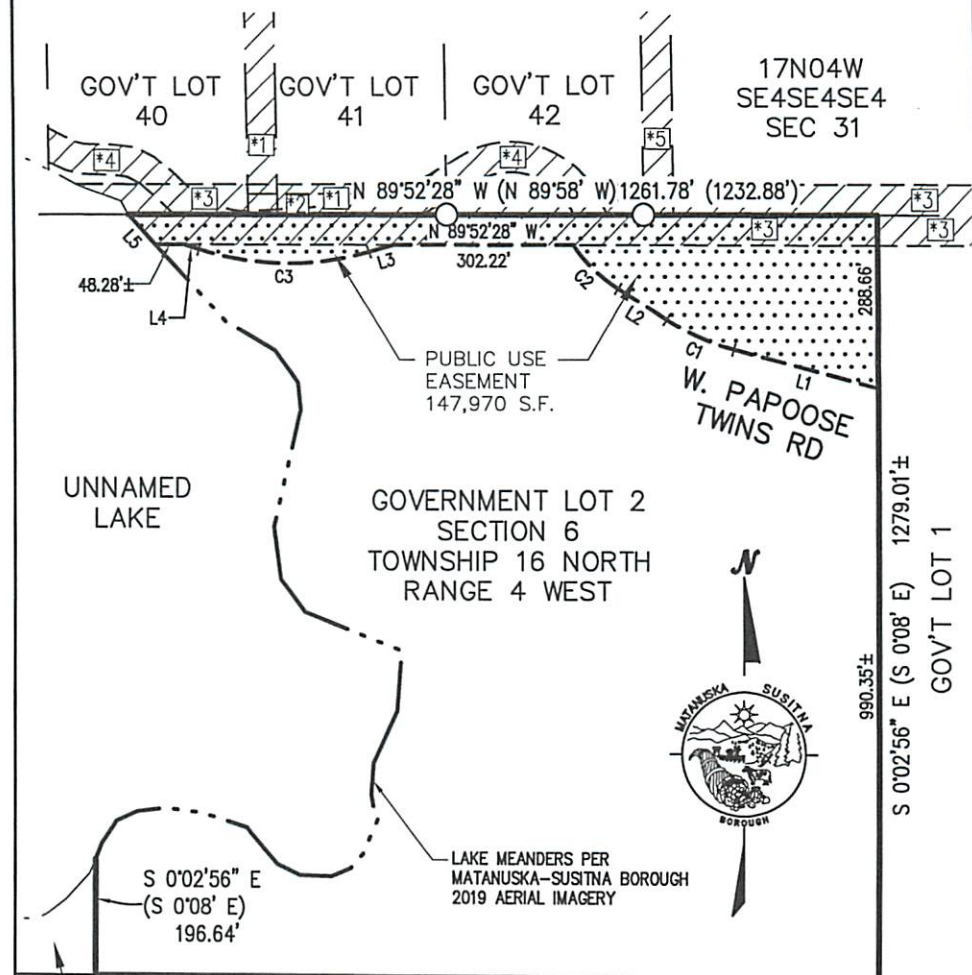 GOV'T LOT
40
GOV'T LOT
41
GOV'T LOT
42
17N04W
SE4SE4SE4
SEC 31
*1
*5
*4
*4
*3
*2
*1
N 89°52'28" W (N 89°58' W) 1261.78' (1232.88')
*3
*3
*3
N 89°52'28" W
302.22'
L5
48.28'±
L4
C3
L3
C2
L2
C1
L1
288.66'
PUBLIC USE
EASEMENT
147,970 S.F.
W. PAPOOSE
TWINS RD
UNNAMED
LAKE
GOVERNMENT LOT 2
SECTION 6
TOWNSHIP 16 NORTH
RANGE 4 WEST
N
MATANUSKA SUSITNA
BOROUGH
990.35'±
S 0°02'56" E (S 0°08' E) 1279.01'±
GOV'T LOT 1
LAKE MEANDERS PER
MATANUSKA-SUSITNA BOROUGH
2019 AERIAL IMAGERY
S 0°02'56" E
(S 0°08' E)
196.64'